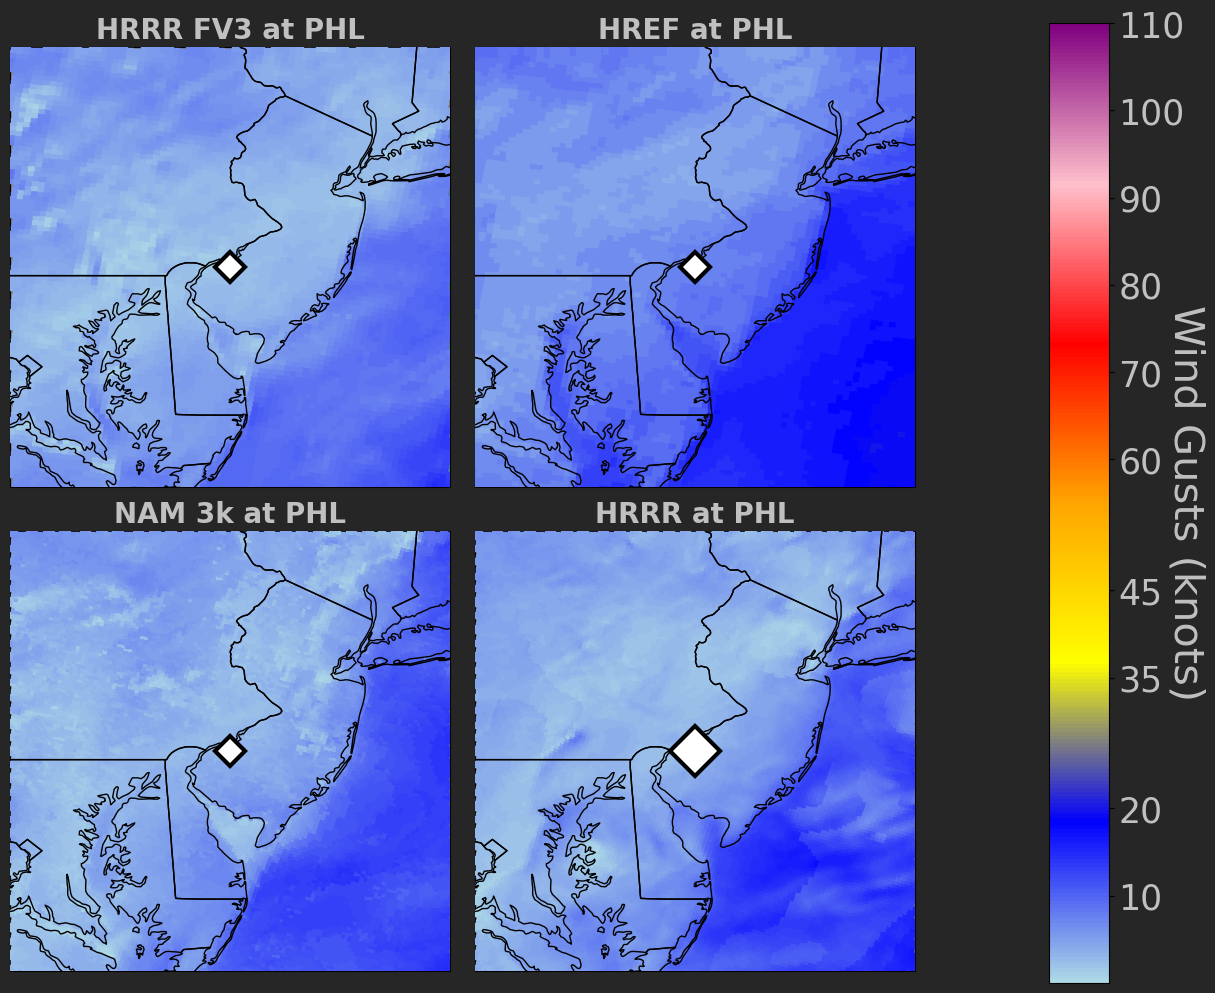 HRRR FV3 at PHL
HREF at PHL
NAM 3k at PHL
HRRR at PHL
110
100
90
80
70
60
45
35
20
10
Wind Gusts (knots)